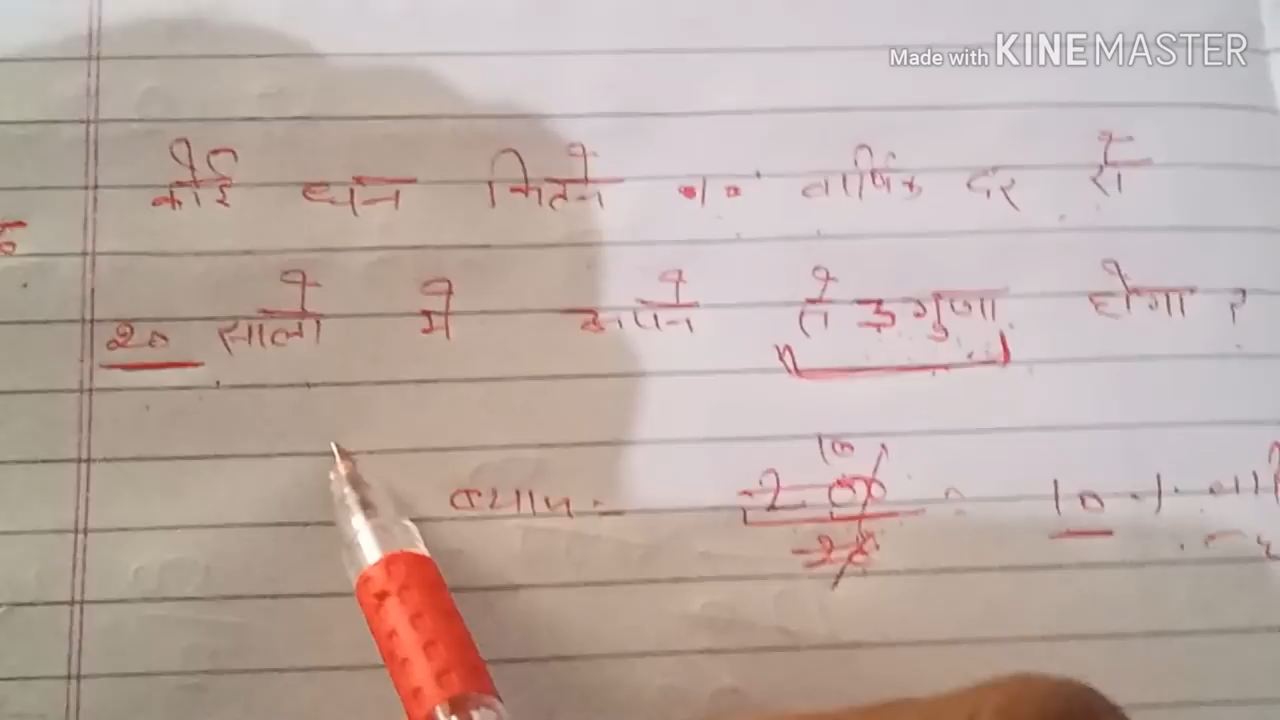 Made with KINEMASTER
कोई धन कितने % वार्षिक दर से
20 सालो मे अपने से 3 गुणा होगा ?
ब्याज = 200 / 20 = 10 %